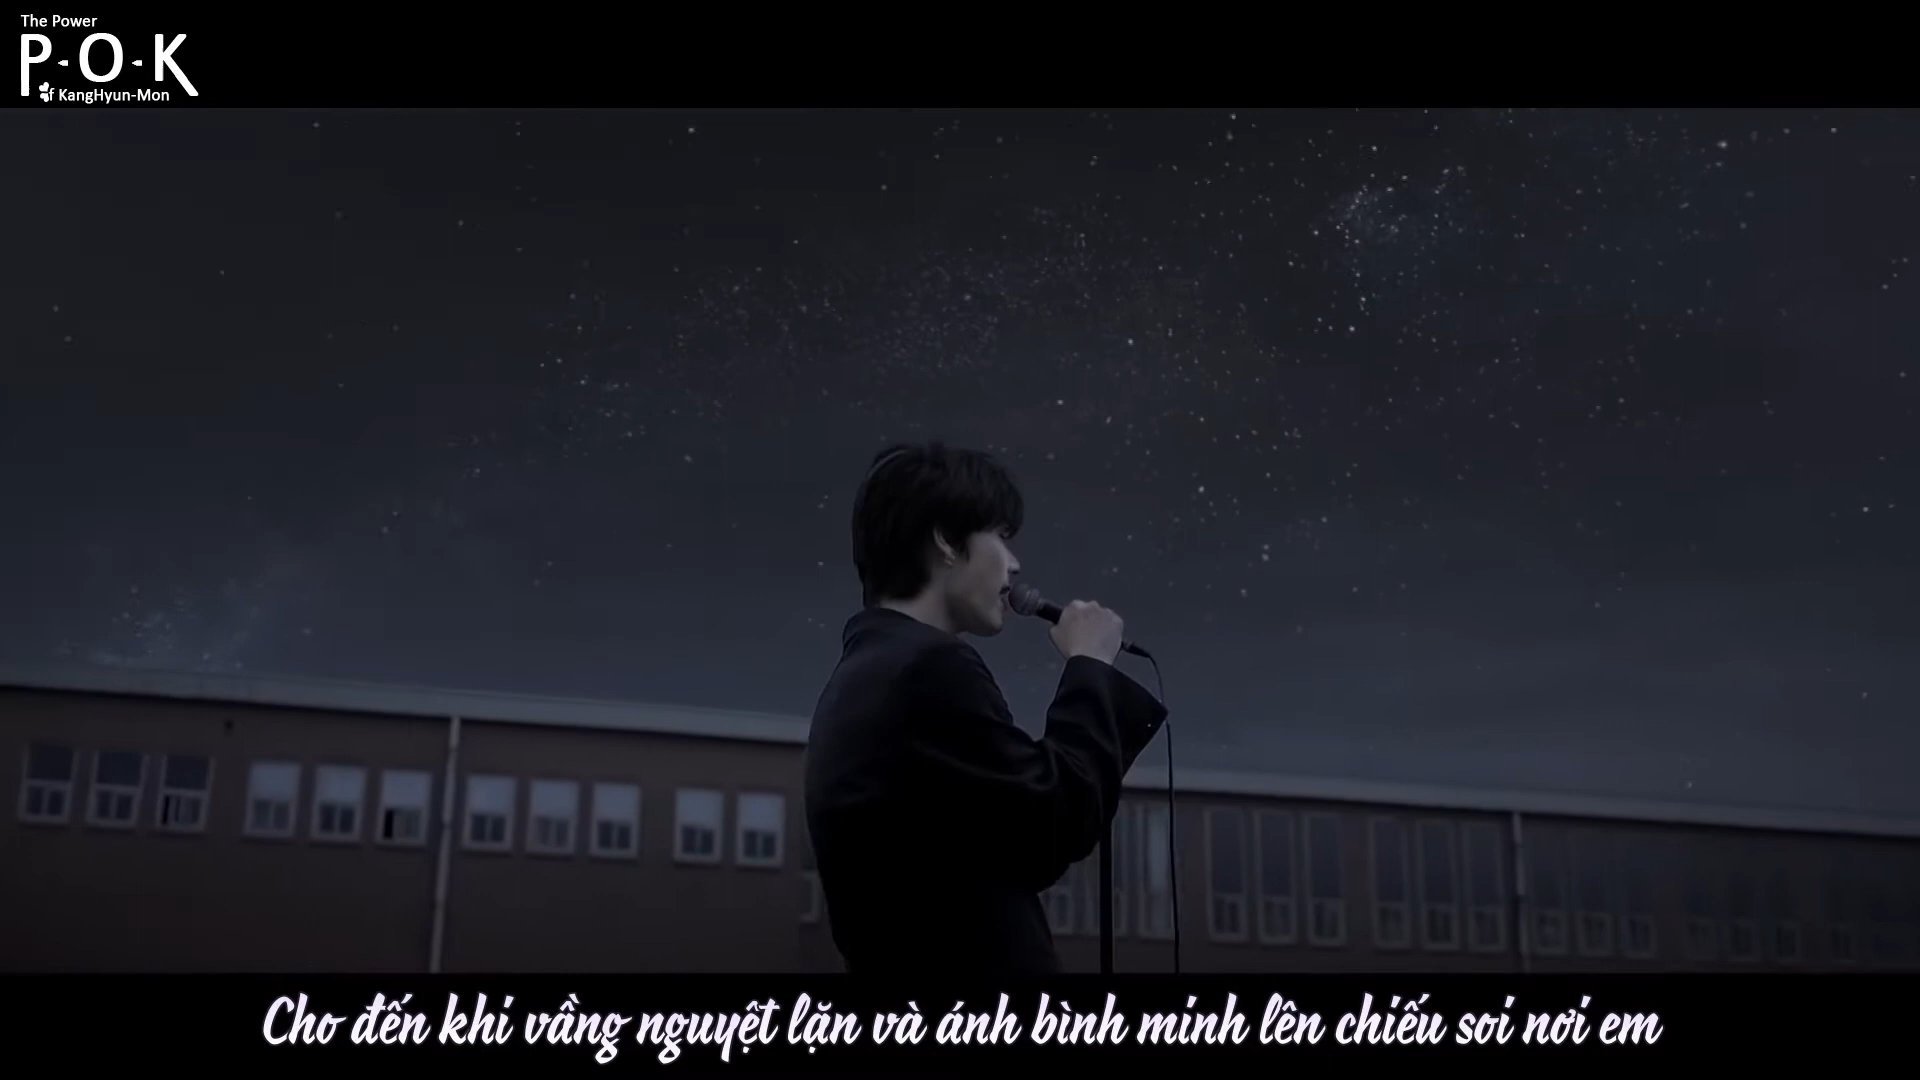 The Power
P-O-K
of KangHyun-Mon
Cho đến khi vầng nguyệt lặn và ánh bình minh lên chiếu soi nơi em